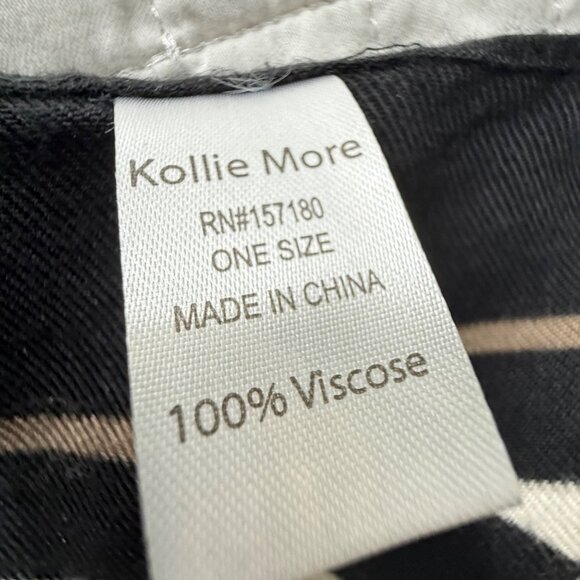 Kollie More
RN#157180
ONE SIZE
MADE IN CHINA
100% Viscose